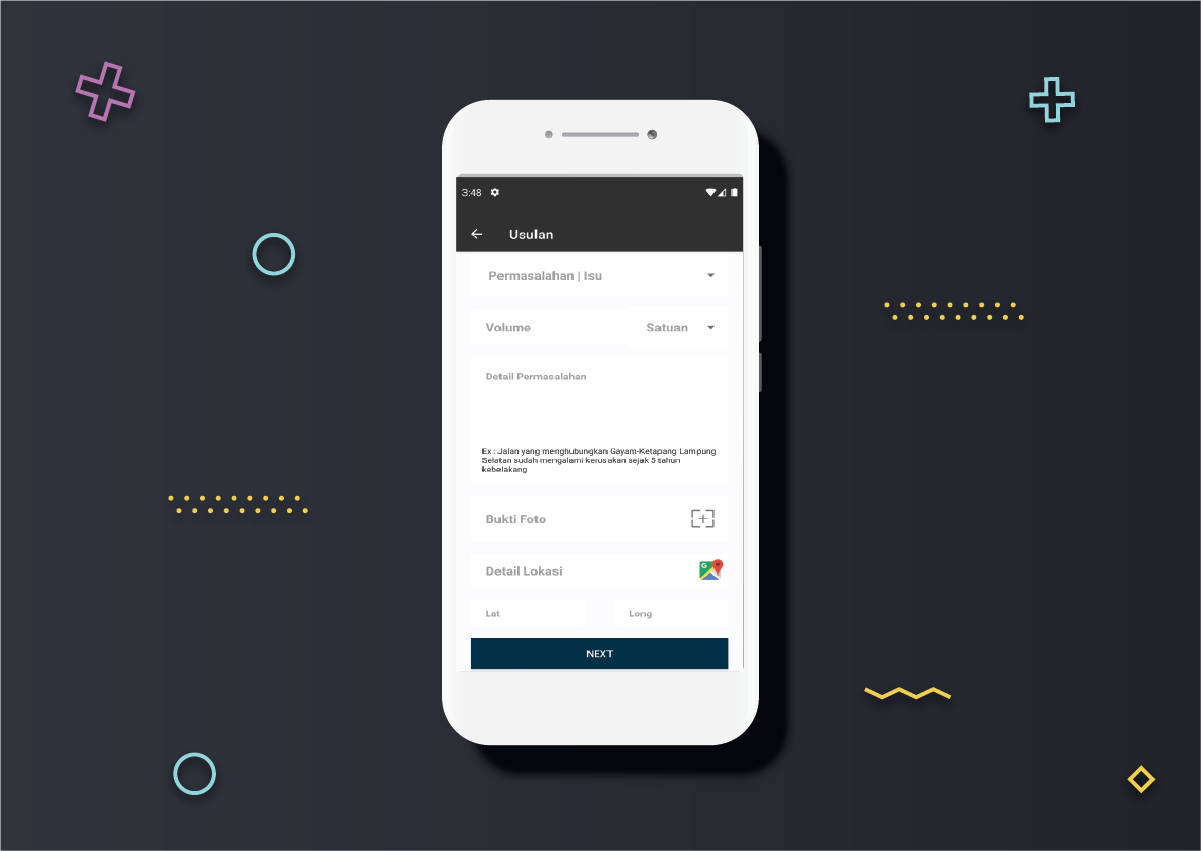 3:48
Usulan
Permasalahan | Isu
Volume
Satuan
Detail Permasalahan
Ex : Jalan yang menghubungkan Gayam-Ketapang Lampung
Selatan sudah mengalami kerusakan sejak 5 tahun
kebelakang
Bukti Foto
Detail Lokasi
G
Lat
Long
NEXT